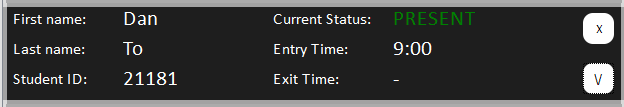 First name: Dan Current Status: PRESENT x
Last name: To Entry Time: 9:00
Student ID: 21181 Exit Time: - V